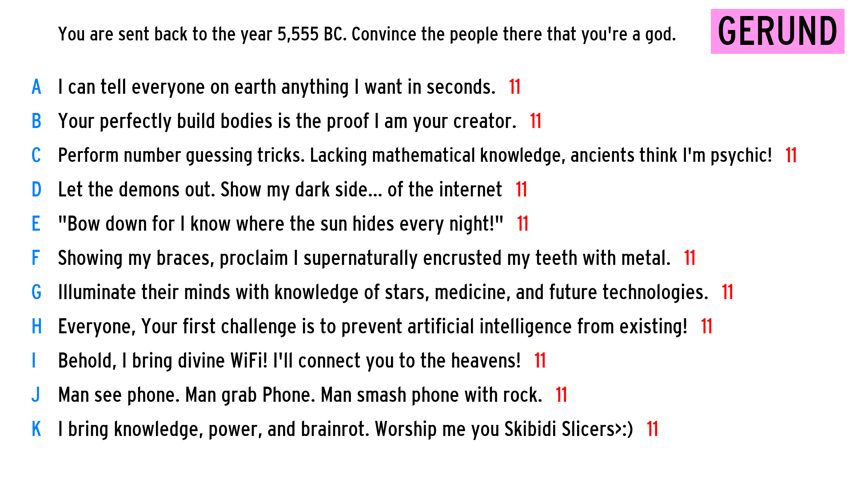 You are sent back to the year 5,555 BC. Convince the people there that you're a god.
GERUND
A I can tell everyone on earth anything I want in seconds. 11
B Your perfectly build bodies is the proof I am your creator. 11
C Perform number guessing tricks. Lacking mathematical knowledge, ancients think I'm psychic! 11
D Let the demons out. Show my dark side... of the internet 11
E "Bow down for I know where the sun hides every night!" 11
F Showing my braces, proclaim I supernaturally encrusted my teeth with metal. 11
G Illuminate their minds with knowledge of stars, medicine, and future technologies. 11
H Everyone, Your first challenge is to prevent artificial intelligence from existing! 11
I Behold, I bring divine WiFi! I'll connect you to the heavens! 11
J Man see phone. Man grab Phone. Man smash phone with rock. 11
K I bring knowledge, power, and brainrot. Worship me you Skibidi Slicers>:) 11